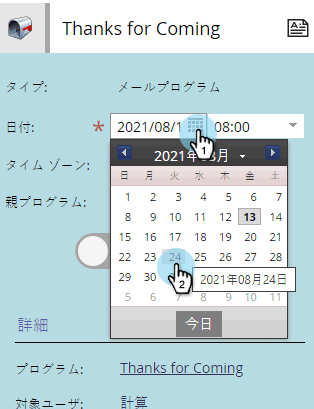 Thanks for Coming
タイプ: メールプログラム
日付: * 2021/08/1 08:00
1
タイム ゾーン: 2021年08月
親プログラム: 日 月 火 水 木 金 土
1 2 3 4 5 6 7
8 9 10 11 12 13 14
15 16 17 18 19 20 21
22 23 24 25 26 27 28
29 30 1 2 3 4
2 2021年08月24日
5 6 7 8 9 10 11
今日
詳細
プログラム: Thanks for Coming
対象ユーザ: 計算